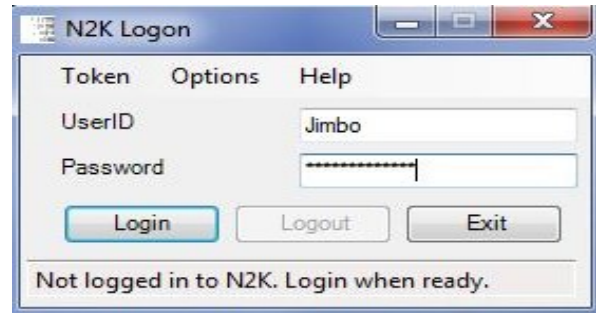 N2K Logon
Token Options Help
UserID Jimbo
Password *************
Login Logout Exit
Not logged in to N2K. Login when ready.